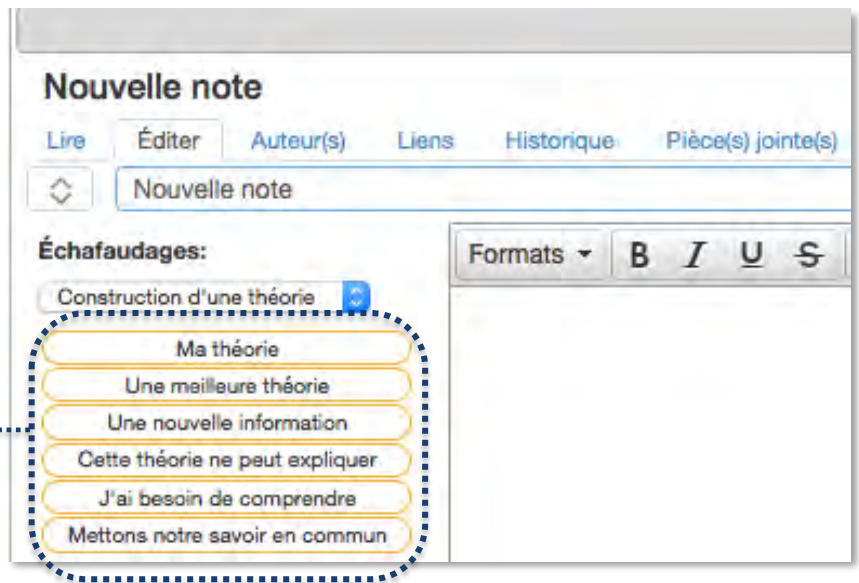 Nouvelle note
Lire Éditer Auteur(s) Liens Historique Pièce(s) jointe(s)
Nouvelle note
Échafaudages:
Formats B I U S
Construction d'une théorie
Ma théorie
Une meilleure théorie
Une nouvelle information
Cette théorie ne peut expliquer
J'ai besoin de comprendre
Mettons notre savoir en commun